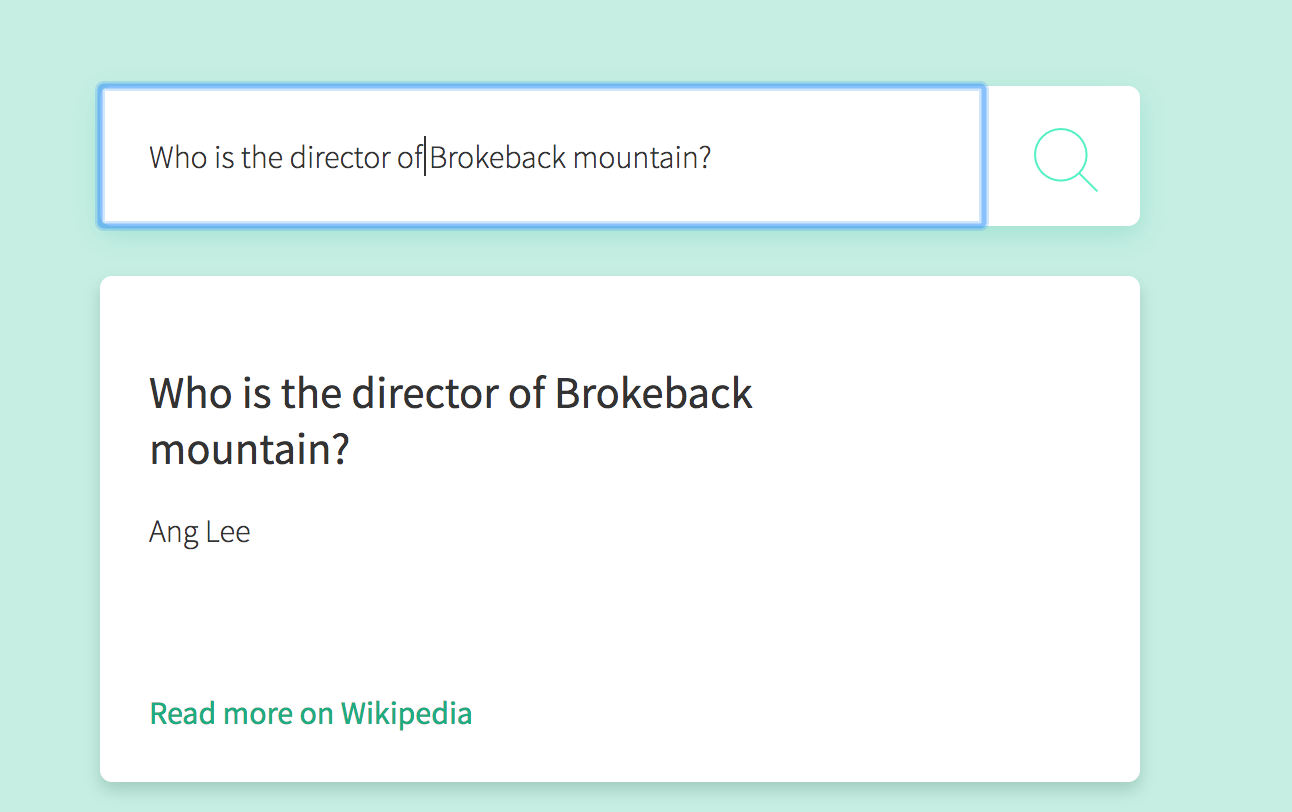 Who is the director of Brokeback mountain?
Who is the director of Brokeback
mountain?
Ang Lee
Read more on Wikipedia